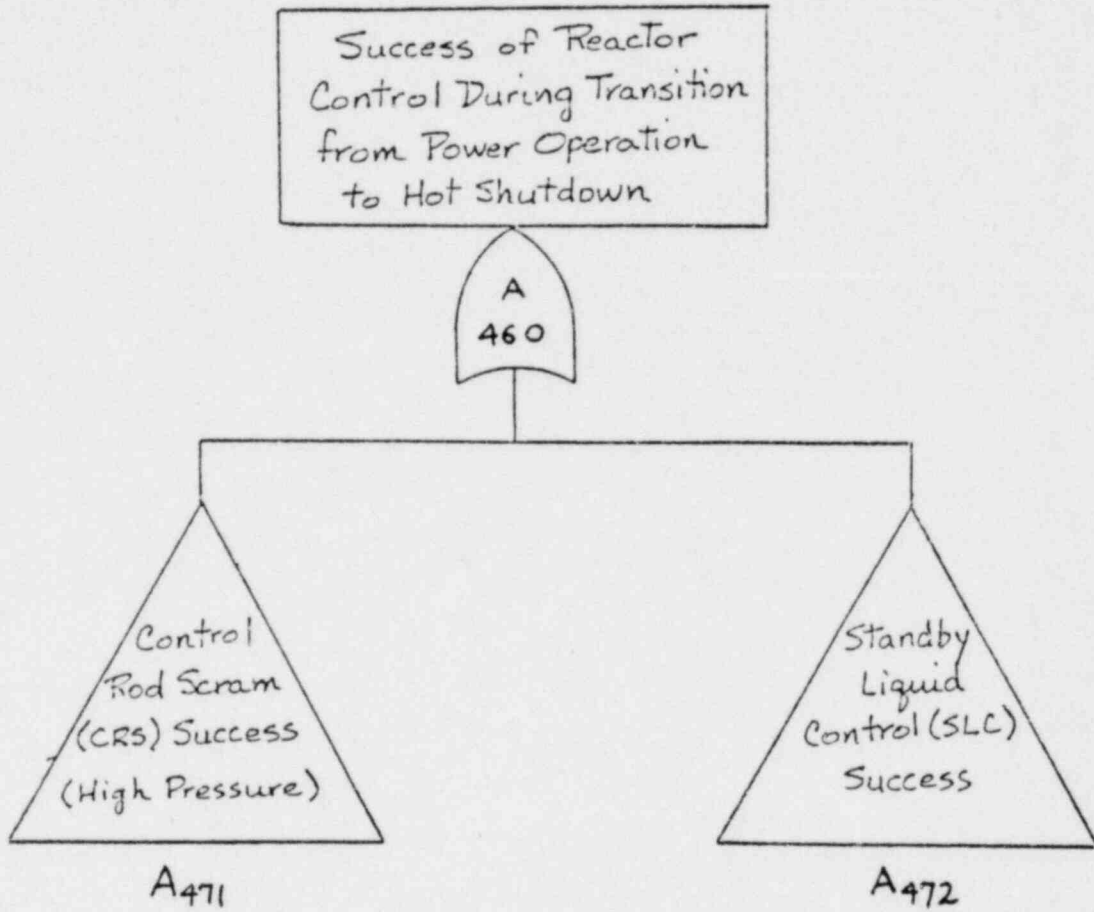 Success of Reactor
Control During Transition
from Power Operation
to Hot Shutdown
A
460
Control
Rod Scram
(CRS) Success
(High Pressure)
A471
Standby
Liquid
Control (SLC)
Success
A472